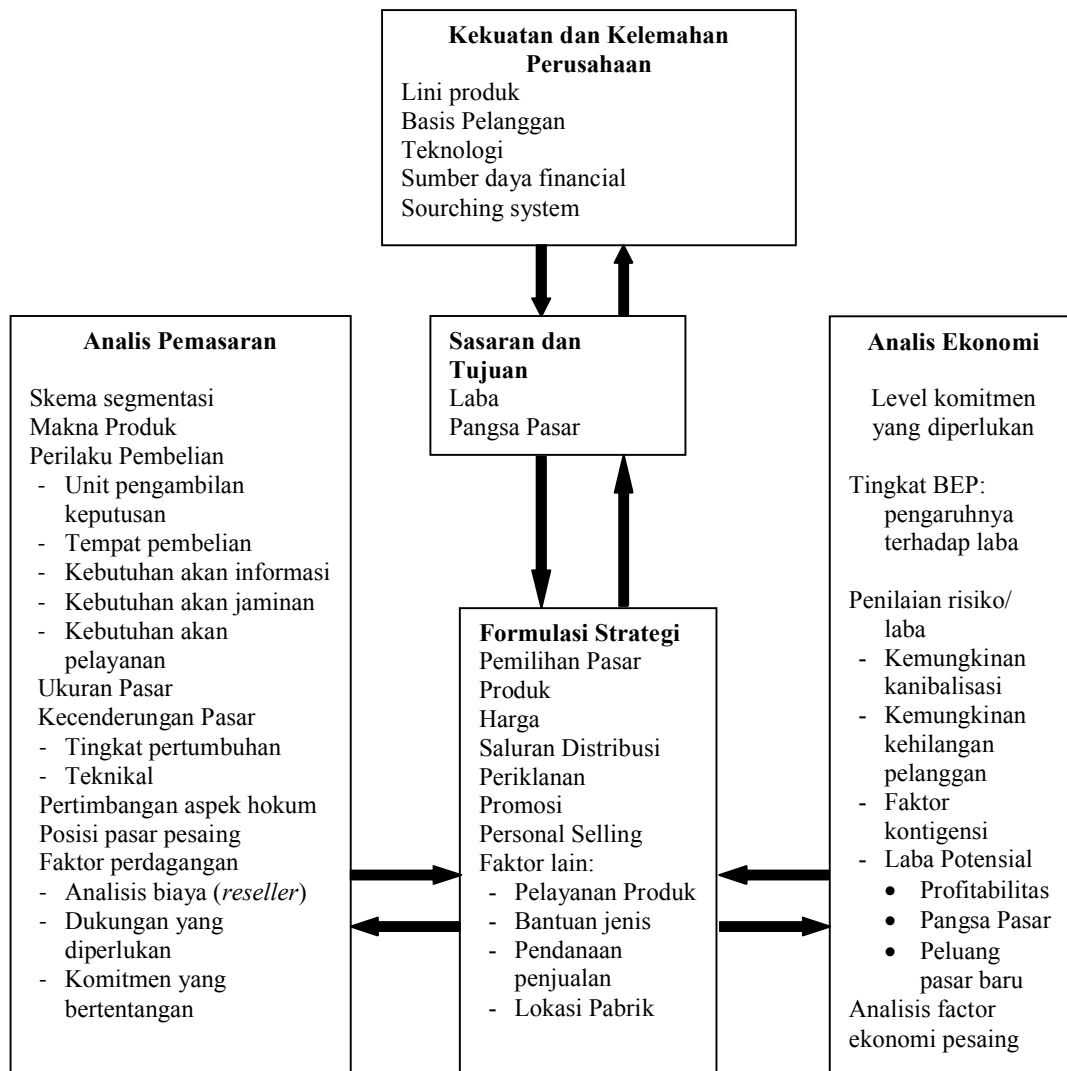 Kekuatan dan Kelemahan
Perusahaan
Lini produk
Basis Pelanggan
Teknologi
Sumber daya financial
Sourching system
Sasaran dan
Tujuan
Laba
Pangsa Pasar
Analis Pemasaran
Skema segmentasi
Makna Produk
Perilaku Pembelian
- Unit pengambilan
keputusan
- Tempat pembelian
- Kebutuhan akan informasi
- Kebutuhan akan jaminan
- Kebutuhan akan
pelayanan
Ukuran Pasar
Kecenderungan Pasar
- Tingkat pertumbuhan
- Teknikal
Pertimbangan aspek hokum
Posisi pasar pesaing
Faktor perdagangan
- Analisis biaya (reseller)
- Dukungan yang
diperlukan
- Komitmen yang
bertentangan
Formulasi Strategi
Pemilihan Pasar
Produk
Harga
Saluran Distribusi
Periklanan
Promosi
Personal Selling
Faktor lain:
- Pelayanan Produk
- Bantuan jenis
- Pendanaan
penjualan
- Lokasi Pabrik
Analis Ekonomi
Level komitmen
yang diperlukan
Tingkat BEP:
pengaruhnya
terhadap laba
Penilaian risiko/
laba
- Kemungkinan
kanibalisasi
- Kemungkinan
kehilangan
pelanggan
- Faktor
kontigensi
- Laba Potensial
• Profitabilitas
• Pangsa Pasar
• Peluang
pasar baru
Analisis factor
ekonomi pesaing